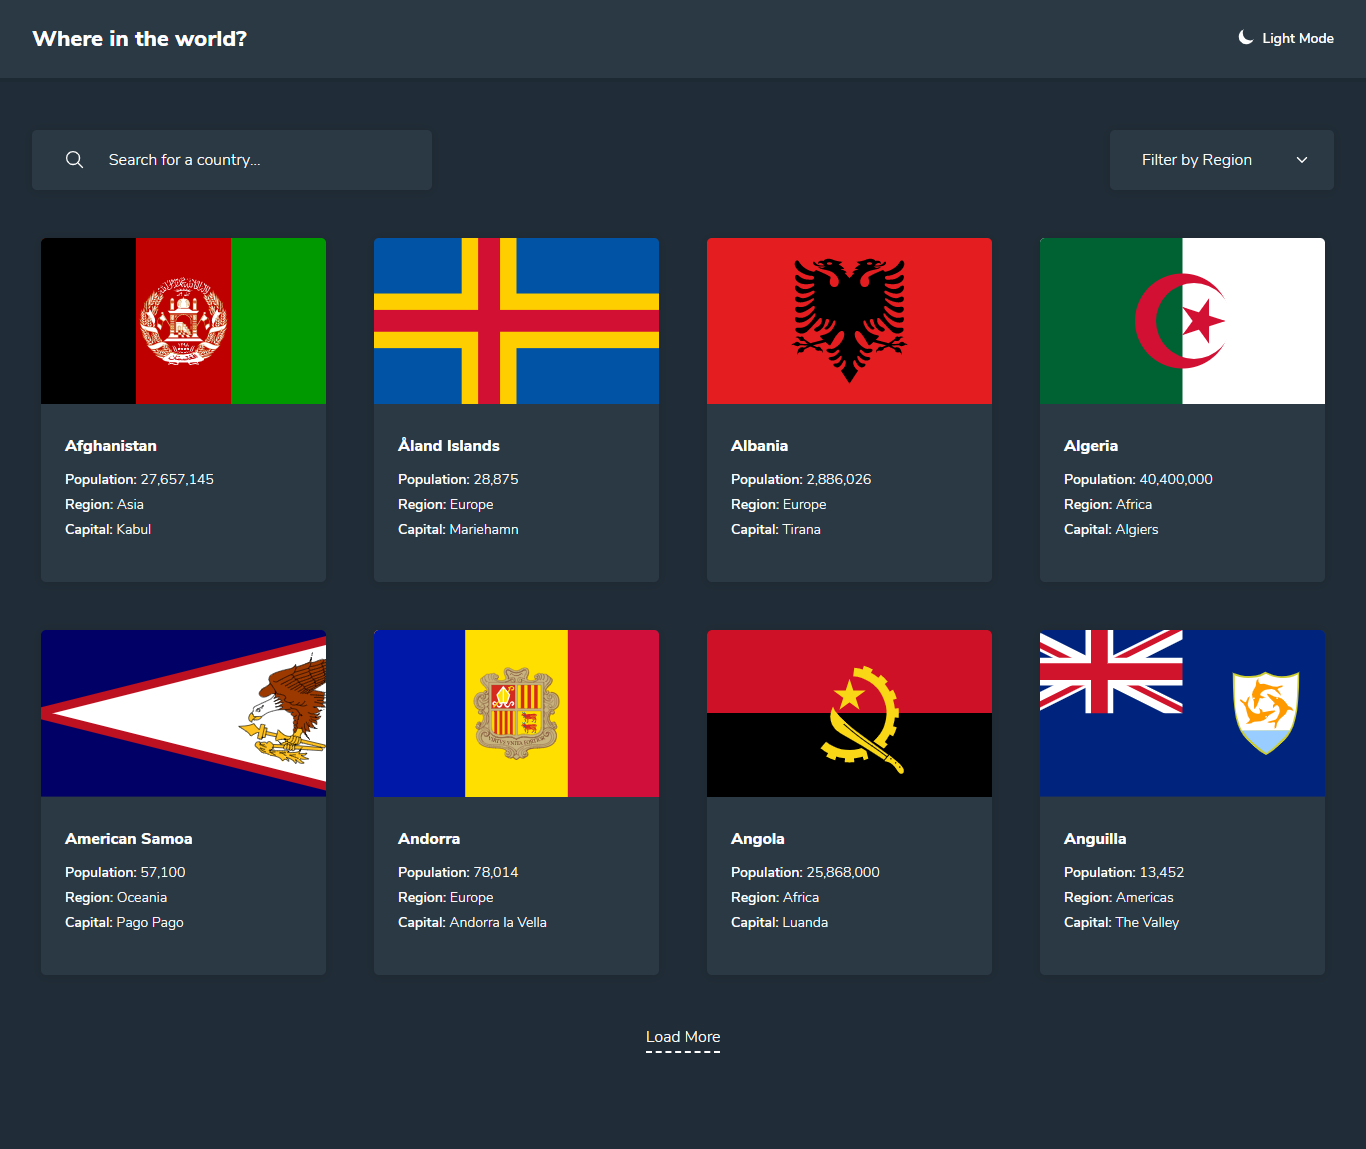 Where in the world?
Light Mode
Search for a country...
Filter by Region
Afghanistan
Population: 27,657,145
Region: Asia
Capital: Kabul
Åland Islands
Population: 28,875
Region: Europe
Capital: Mariehamn
Albania
Population: 2,886,026
Region: Europe
Capital: Tirana
Algeria
Population: 40,400,000
Region: Africa
Capital: Algiers
American Samoa
Population: 57,100
Region: Oceania
Capital: Pago Pago
Andorra
Population: 78,014
Region: Europe
Capital: Andorra la Vella
Angola
Population: 25,868,000
Region: Africa
Capital: Luanda
Anguilla
Population: 13,452
Region: Americas
Capital: The Valley
Load More